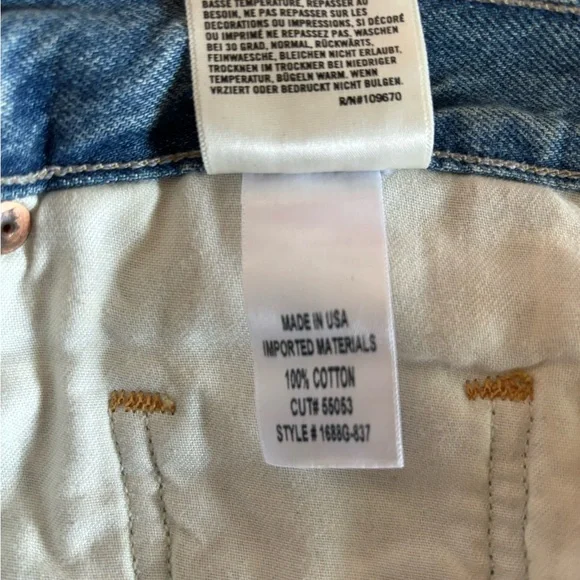 BASSE TEMPERATURE, REPASSER AU
BESOIN, NE PAS REPASSER SUR LES
DECORATIONS OU IMPRESSIONS, SI DÉCORÉ
OU IMPRIMÉ NE REPASSEZ PAS, WASCHEN
BEI 30 GRAD, NORMAL, RÜCKWÄRTS,
FEINWAESCHE, BLEICHEN NICHT ERLAUBT,
TROCKNEN IM TROCKNER BEI NIEDRIGER
TEMPERATUR, BÜGELN WARM. WENN
VRZIERT ODER BEDRUCKT NICHT BULGEN.
R/N#109670
MADE IN USA
IMPORTED MATERIALS
100% COTTON
CUT# 55053
STYLE # 1688G-837